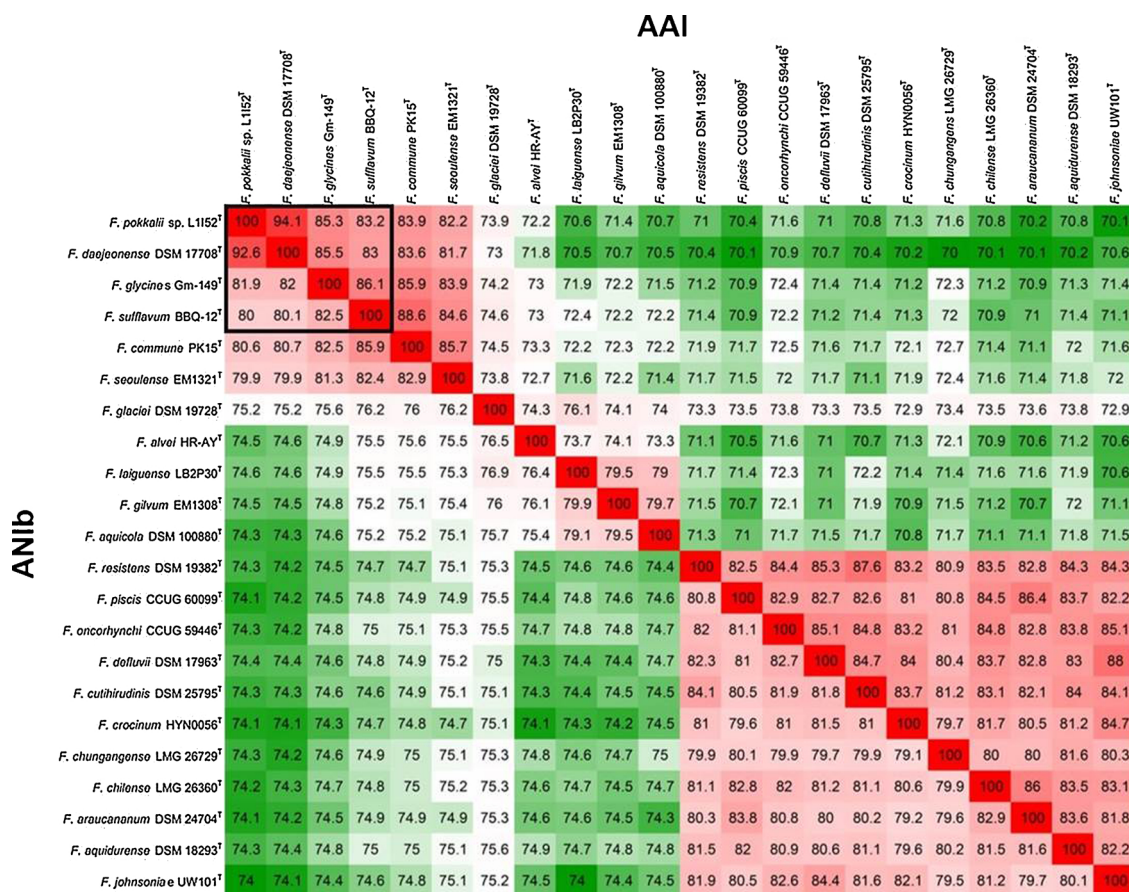 AAI
F. pokkalii sp. L1I52ᵀ
F. daejeonense DSM 17708ᵀ
F. glycines Gm-149ᵀ
F. sufflavum BBQ-12ᵀ
F. commune PK15ᵀ
F. seoulense EM1321ᵀ
F. glaciei DSM 19728ᵀ
F. alvei HR-AYᵀ
F. laiguense LB2P30ᵀ
F. gilvum EM1308ᵀ
F. aquicola DSM 100880ᵀ
F. resistens DSM 19382ᵀ
F. piscis CCUG 60099ᵀ
F. oncorhynchi CCUG 59446ᵀ
F. defluvii DSM 17963ᵀ
F. cutihirudinis DSM 25795ᵀ
F. crocinum HYN0056ᵀ
F. chungangens LMG 26729ᵀ
F. chilense LMG 26360ᵀ
F. araucananum DSM 24704ᵀ
F. aquidurense DSM 18293ᵀ
F. johnsoniae UW101ᵀ
ANIb
F. pokkalii sp. L1I52ᵀ 100 94.1 85.3 83.2 83.9 82.2 73.9 72.2 70.6 71.4 70.7 71 70.4 71.6 71 70.8 71.3 71.6 70.8 70.2 70.8 70.1
F. daejeonense DSM 17708ᵀ 92.6 100 85.5 83 83.6 81.7 73 71.8 70.5 70.7 70.5 70.4 70.1 70.9 70.7 70.4 70.2 70 70.1 70.1 70.2 70.6
F. glycines Gm-149ᵀ 81.9 82 100 86.1 85.9 83.9 74.2 73 71.9 72.2 71.5 71.2 70.9 72.4 71.4 71.4 71.2 72.3 71.2 70.9 71.3 71.4
F. sufflavum BBQ-12ᵀ 80 80.1 82.5 100 88.6 84.6 74.6 73 72.4 72.2 72.2 71.4 70.9 72.2 71.2 71.4 71.3 72 70.9 71 71.4 71.1
F. commune PK15ᵀ 80.6 80.7 82.5 85.9 100 85.7 74.5 73.3 72.2 72.3 72.2 71.9 71.7 72.5 71.6 71.7 72.1 72.7 71.4 71.1 72 71.6
F. seoulense EM1321ᵀ 79.9 79.9 81.3 82.4 82.9 100 73.8 72.7 71.6 72.2 71.4 71.7 71.5 72 71.7 71.1 71.9 72.4 71.6 71.4 71.8 72
F. glaciei DSM 19728ᵀ 75.2 75.2 75.6 76.2 76 76.2 100 74.3 76.1 74.1 74 73.3 73.5 73.8 73.3 73.5 72.9 73.4 73.5 73.6 73.8 72.9
F. alvei HR-AYᵀ 74.5 74.6 74.9 75.5 75.6 75.5 76.5 100 73.7 74.1 73.3 71.1 70.5 71.6 71 70.7 71.3 72.1 70.9 70.6 71.2 70.6
F. laiguense LB2P30ᵀ 74.6 74.6 74.9 75.5 75.5 75.3 76.9 76.4 100 79.5 79 71.7 71.4 72.3 71 72.2 71.4 71.4 71.6 71.6 71.9 70.6
F. gilvum EM1308ᵀ 74.5 74.5 74.8 75.2 75.1 75.4 76 76.1 79.9 100 79.7 71.5 70.7 72.1 71 71.9 70.9 71.5 71.2 70.7 72 71.1
F. aquicola DSM 100880ᵀ 74.3 74.3 74.6 75.2 75.2 75.1 75.7 75.4 79.1 79.5 100 71.3 71 71.7 71.5 71.7 70.8 71.7 71.1 71.1 71.8 71.5
F. resistens DSM 19382ᵀ 74.3 74.2 74.5 74.7 74.7 75.1 75.3 74.5 74.6 74.6 74.4 100 82.5 84.4 85.3 87.6 83.2 80.9 83.5 82.8 84.3 84.3
F. piscis CCUG 60099ᵀ 74.1 74.2 74.5 74.8 74.9 74.9 75.5 74.4 74.8 74.6 74.6 80.8 100 82.9 82.7 82.6 81 80.8 84.5 86.4 83.7 82.2
F. oncorhynchi CCUG 59446ᵀ 74.3 74.2 74.8 75 75.1 75.3 75.5 74.7 74.8 74.8 74.7 82 81.1 100 85.1 84.8 83.2 81 84.8 82.8 83.8 85.1
F. defluvii DSM 17963ᵀ 74.4 74.4 74.6 74.8 74.9 75.2 75 74.3 74.4 74.4 74.7 82.3 81 82.7 100 84.7 84 80.4 83.7 82.8 83 88
F. cutihirudinis DSM 25795ᵀ 74.3 74.3 74.6 74.6 74.9 75.1 75.1 74.3 74.4 74.5 74.5 84.1 80.5 81.9 81.8 100 83.7 81.2 83.1 82.1 84 84.1
F. crocinum HYN0056ᵀ 74.1 74.1 74.3 74.7 74.8 74.7 75.1 74.1 74.3 74.2 74.5 81 79.6 81 81.5 81 100 79.7 81.7 80.5 81.2 84.7
F. chungangonso LMG 26729ᵀ 74.3 74.2 74.6 74.9 75 75.1 75.3 74.8 74.6 74.7 75 79.9 80.1 79.9 79.7 79.9 79.1 100 80 80 81.6 80.3
F. chilonso LMG 26360ᵀ 74.2 74.3 74.7 74.8 75 75.2 75.3 74.6 74.7 74.5 74.7 81.1 82.8 82 81.2 81.1 80.6 79.9 100 86 83.5 83.1
F. araucananum DSM 24704ᵀ 74.1 74.2 74.5 74.9 74.9 74.9 75.3 74.6 74.6 74.5 74.3 80.3 83.8 80.8 80 80.2 79.2 79.6 82.9 100 83.6 81.8
F. aquidurense DSM 18293ᵀ 74.3 74.4 74.8 75 75 75.1 75.6 74.9 74.7 74.8 74.8 81.5 82 80.9 80.6 81.1 79.6 80.2 81.5 81.6 100 82.2
F. johnsoniae UW101ᵀ 74 74.1 74.4 74.6 74.8 75.1 75.2 74.5 74 74.4 74.5 81.9 80.5 82.6 84.4 81.6 82.1 79.5 81.2 79.7 80.1 100